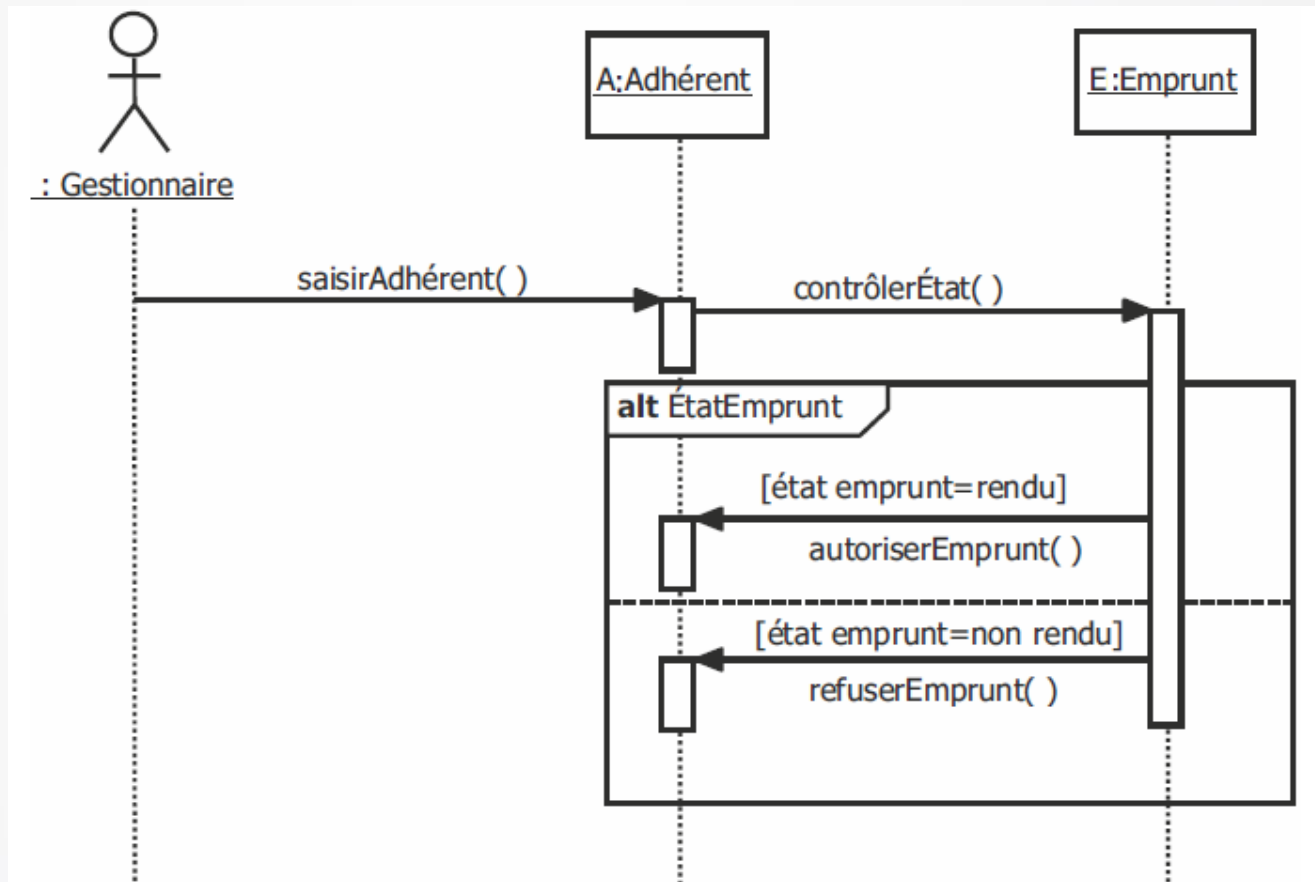 A:Adhérent
E:Emprunt
: Gestionnaire
saisirAdhérent( )
contrôlerÉtat( )
alt ÉtatEmprunt
[état emprunt=rendu]
autoriserEmprunt( )
[état emprunt=non rendu]
refuserEmprunt( )